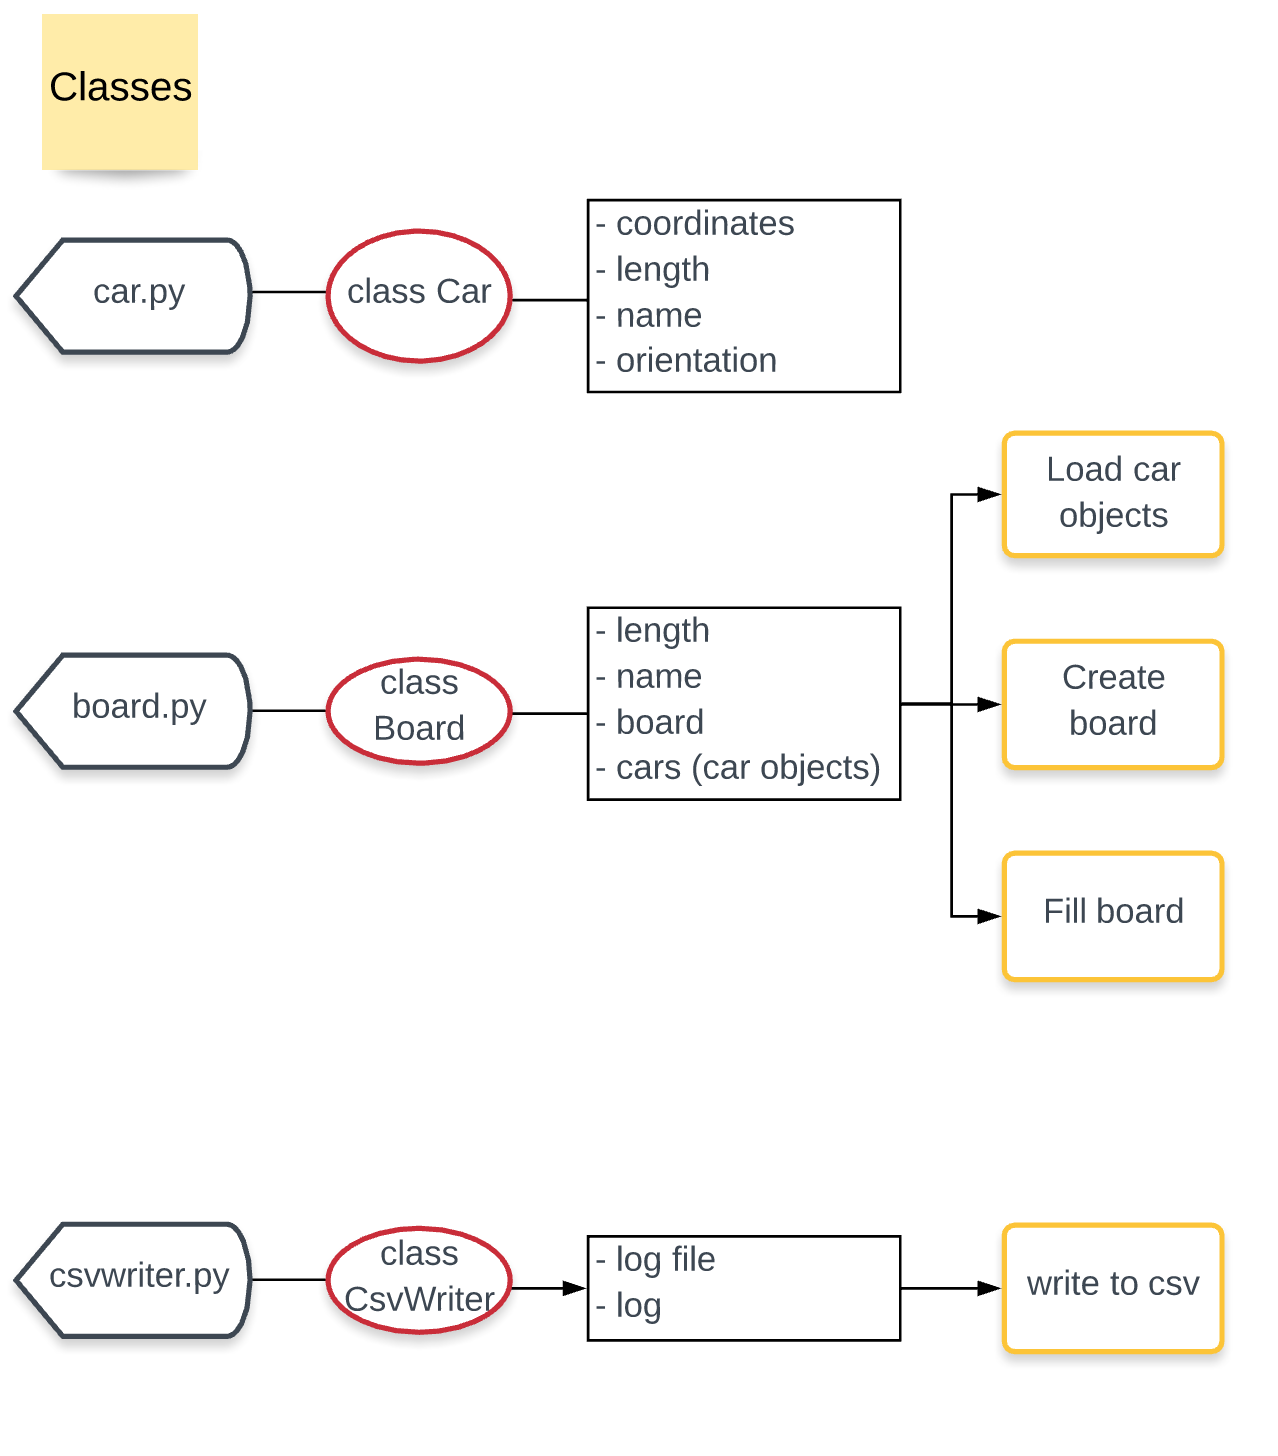 Classes
car.py
class Car
- coordinates
- length
- name
- orientation
board.py
class
Board
- length
- name
- board
- cars (car objects)
Load car
objects
Create
board
Fill board
csvwriter.py
class
CsvWriter
- log file
- log
write to csv